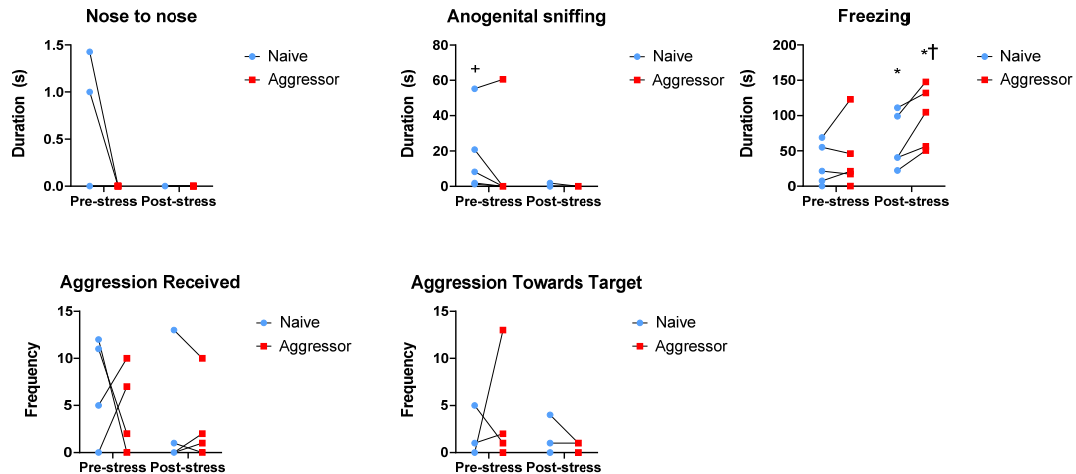 Nose to nose
1.5
1.0
0.5
0.0
Duration (s)
Pre-stress Post-stress
Naive
Aggressor
Anogenital sniffing
80
60
40
20
0
Duration (s)
+
Pre-stress Post-stress
Naive
Aggressor
Freezing
200
150
100
50
0
Duration (s)
*
*†
Pre-stress Post-stress
Naive
Aggressor
Aggression Received
15
10
5
0
Frequency
Pre-stress Post-stress
Naive
Aggressor
Aggression Towards Target
15
10
5
0
Frequency
Pre-stress Post-stress
Naive
Aggressor